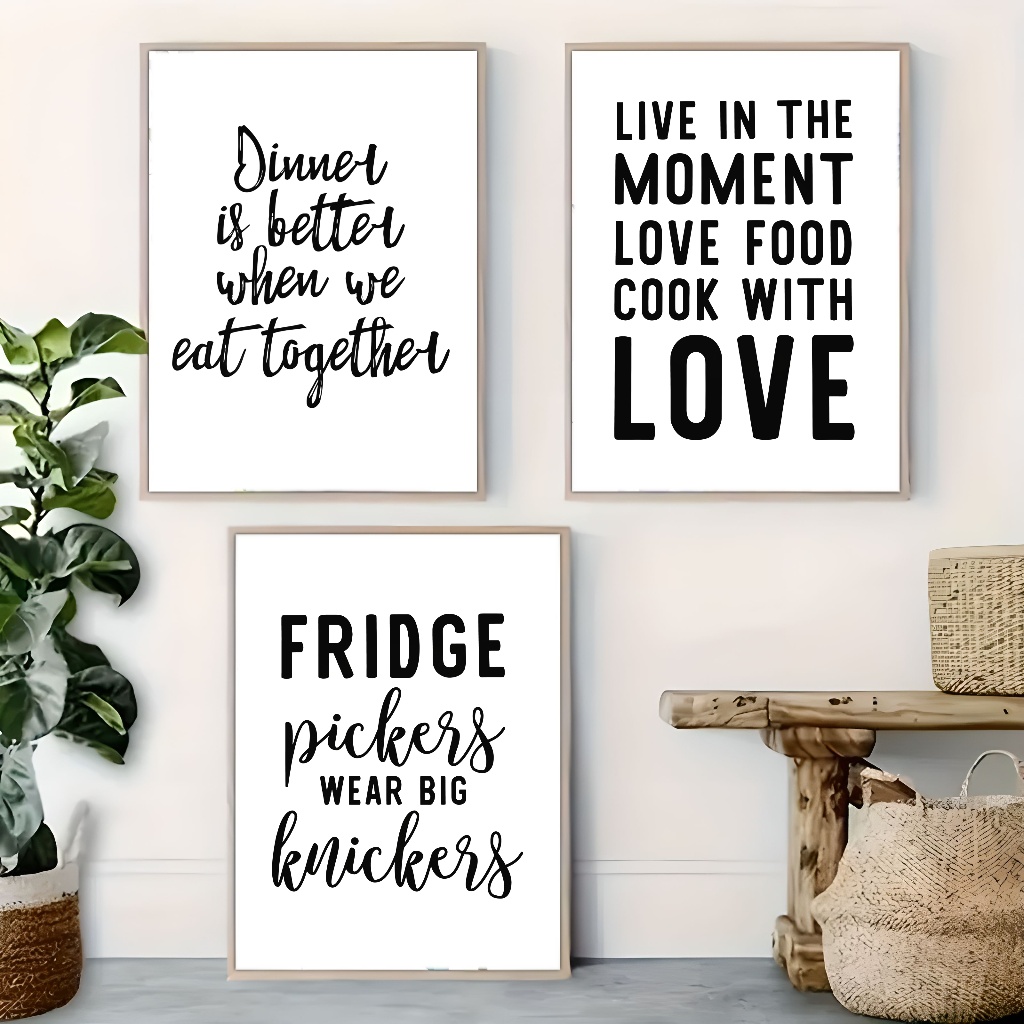 Dinner
is better
when we
eat together
LIVE IN THE
MOMENT
LOVE FOOD
COOK WITH
LOVE
FRIDGE
pickers
WEAR BIG
knickers